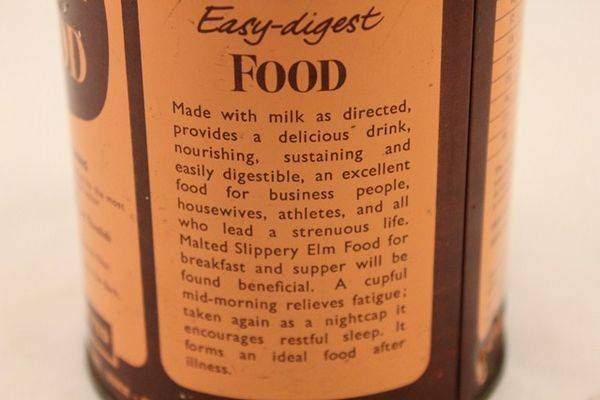 Easy-digest
FOOD
Made with milk as directed,
provides a delicious drink,
nourishing, sustaining and
easily digestible, an excellent
food for business people,
housewives, athletes, and all
who lead a strenuous life.
Malted Slippery Elm Food for
breakfast and supper will be
found beneficial. A cupful
mid-morning relieves fatigue;
taken again as a nightcap it
encourages restful sleep. It
forms an ideal food after
illness.